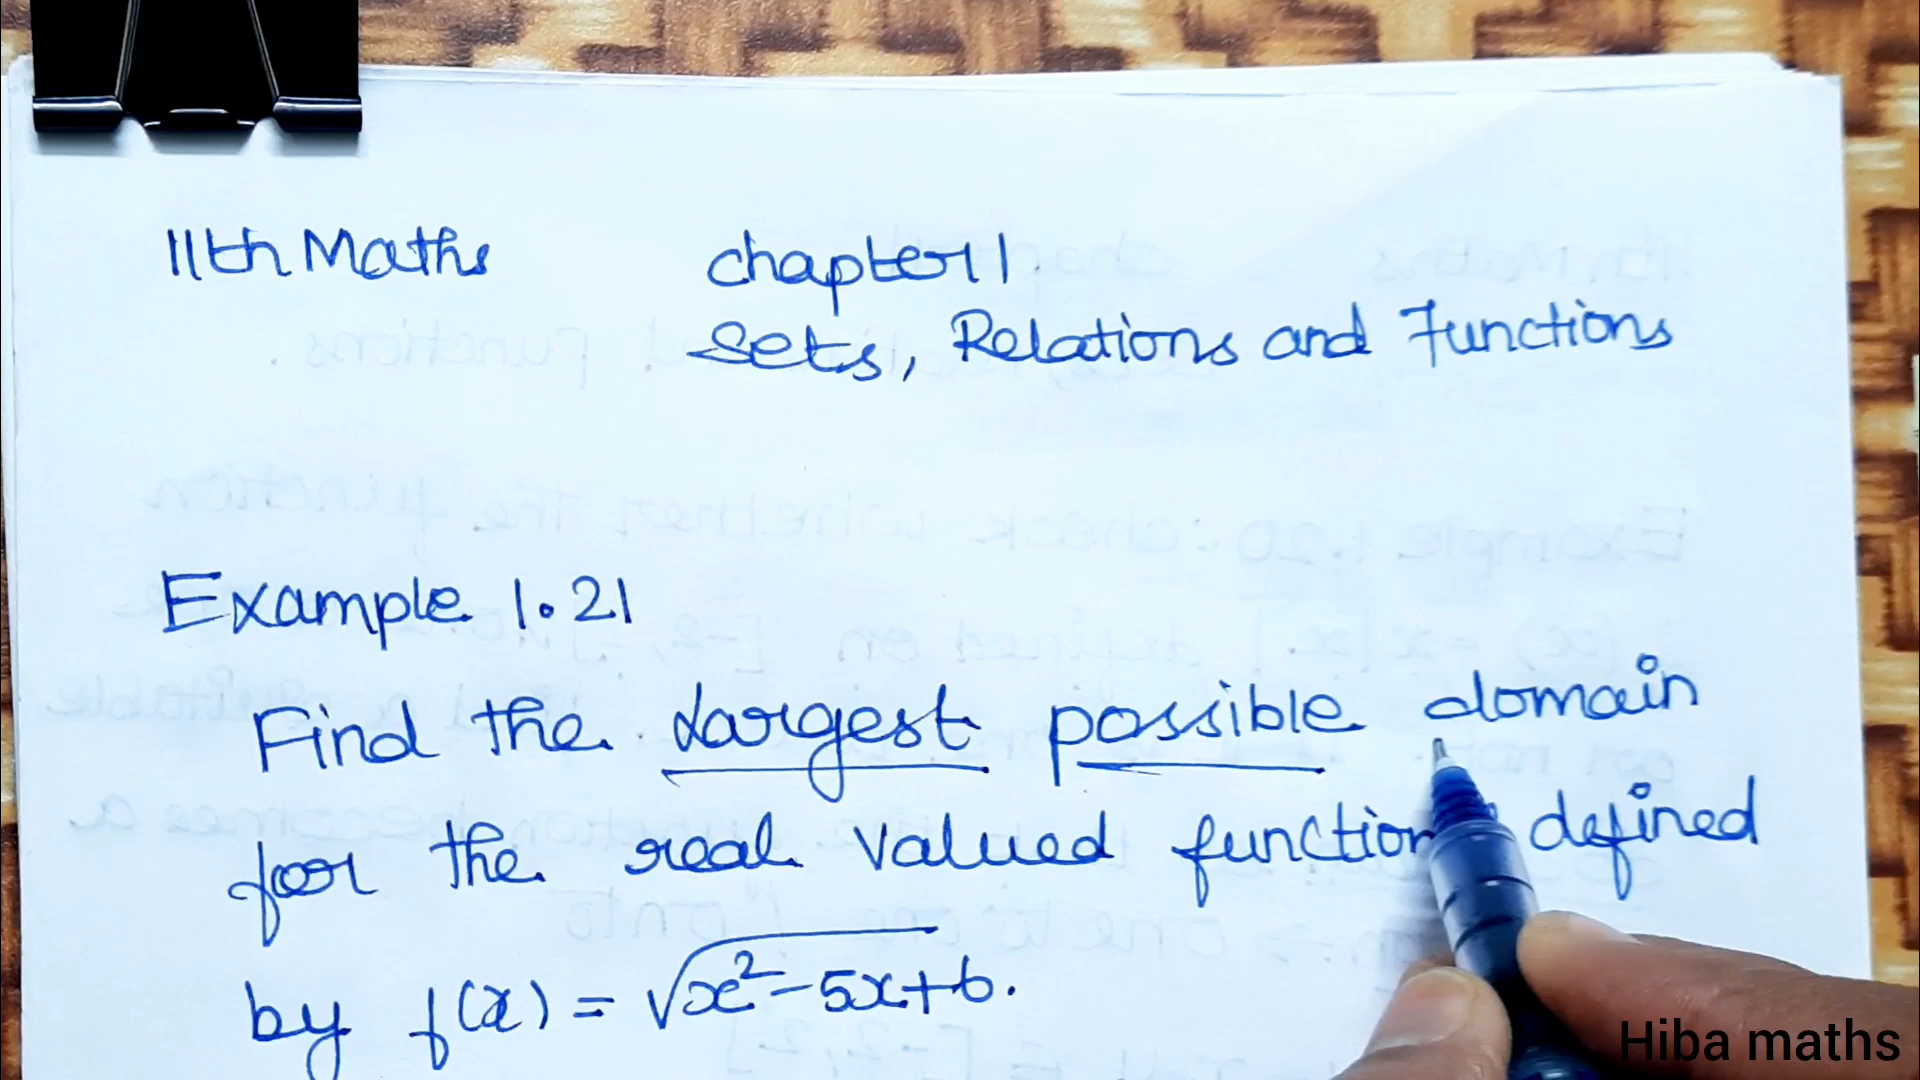 11th Maths chapter 1
Sets, Relations and Functions
Example 1.21
Find the Largest possible domain
for the real valued function defined
by f(x) = √x²-5x+6.
Hiba maths